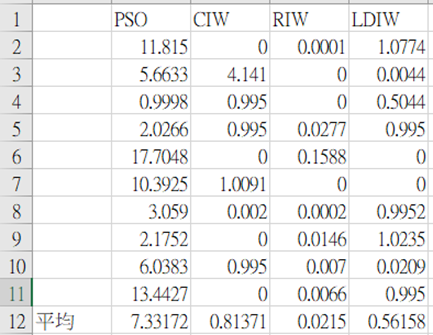 1 PSO CIW RIW LDIW
2 11.815 0 0.0001 1.0774
3 5.6633 4.141 0 0.0044
4 0.9998 0.995 0 0.5044
5 2.0266 0.995 0.0277 0.995
6 17.7048 0 0.1588 0
7 10.3925 1.0091 0 0
8 3.059 0.002 0.0002 0.9952
9 2.1752 0 0.0146 1.0235
10 6.0383 0.995 0.007 0.0209
11 13.4427 0 0.0066 0.995
12 平均 7.33172 0.81371 0.0215 0.56158